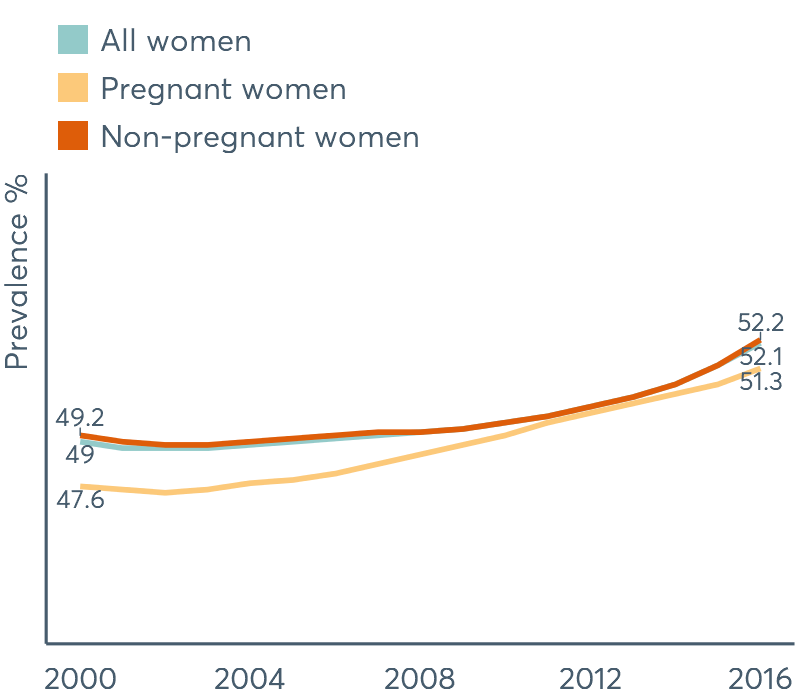 All women
Pregnant women
Non-pregnant women
Prevalence %
52.2
52.1
51.3
49.2
49
47.6
2000 2004 2008 2012 2016